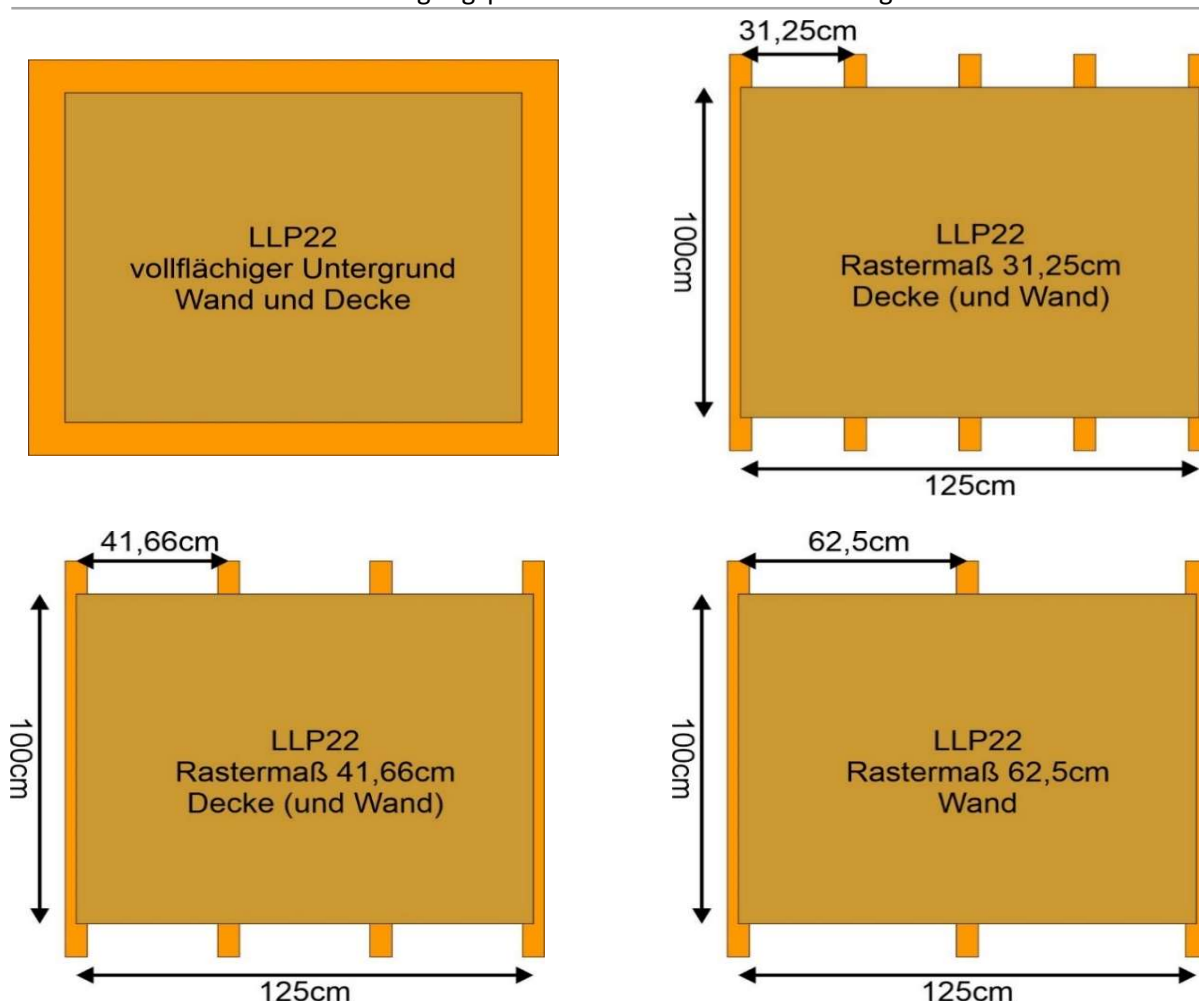 31,25cm
LLP22
vollflächiger Untergrund
Wand und Decke
100cm
LLP22
Rastermaß 31,25cm
Decke (und Wand)
125cm
41,66cm
100cm
LLP22
Rastermaß 41,66cm
Decke (und Wand)
125cm
62,5cm
100cm
LLP22
Rastermaß 62,5cm
Wand
125cm